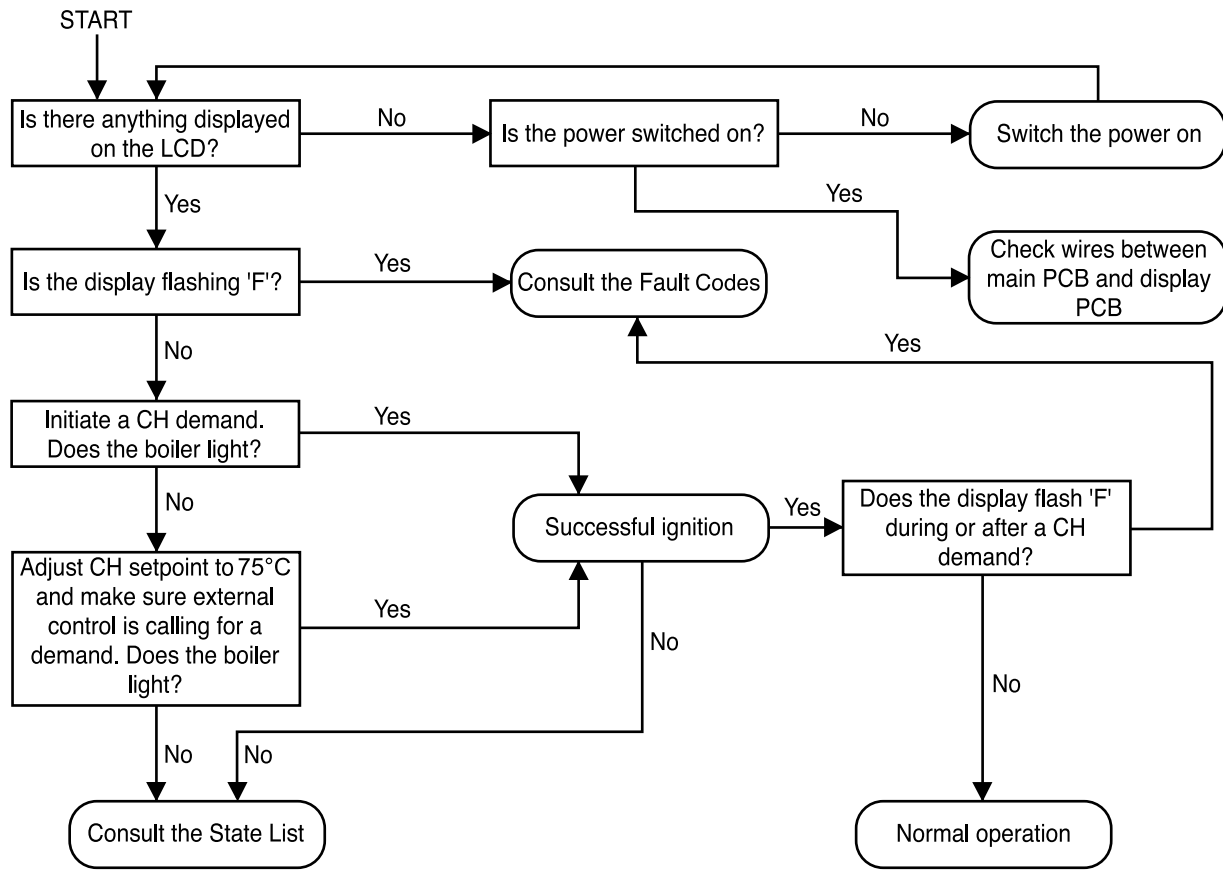 START
Is there anything displayed
on the LCD?
No
Is the power switched on?
No
Switch the power on
Yes
Yes
Check wires between
main PCB and display
PCB
Is the display flashing 'F'?
Yes
Consult the Fault Codes
No
Yes
Initiate a CH demand.
Does the boiler light?
Yes
No
Successful ignition
Yes
Does the display flash 'F'
during or after a CH
demand?
Adjust CH setpoint to 75°C
and make sure external
control is calling for a
demand. Does the boiler
light?
Yes
No
No
No
No
Consult the State List
Normal operation